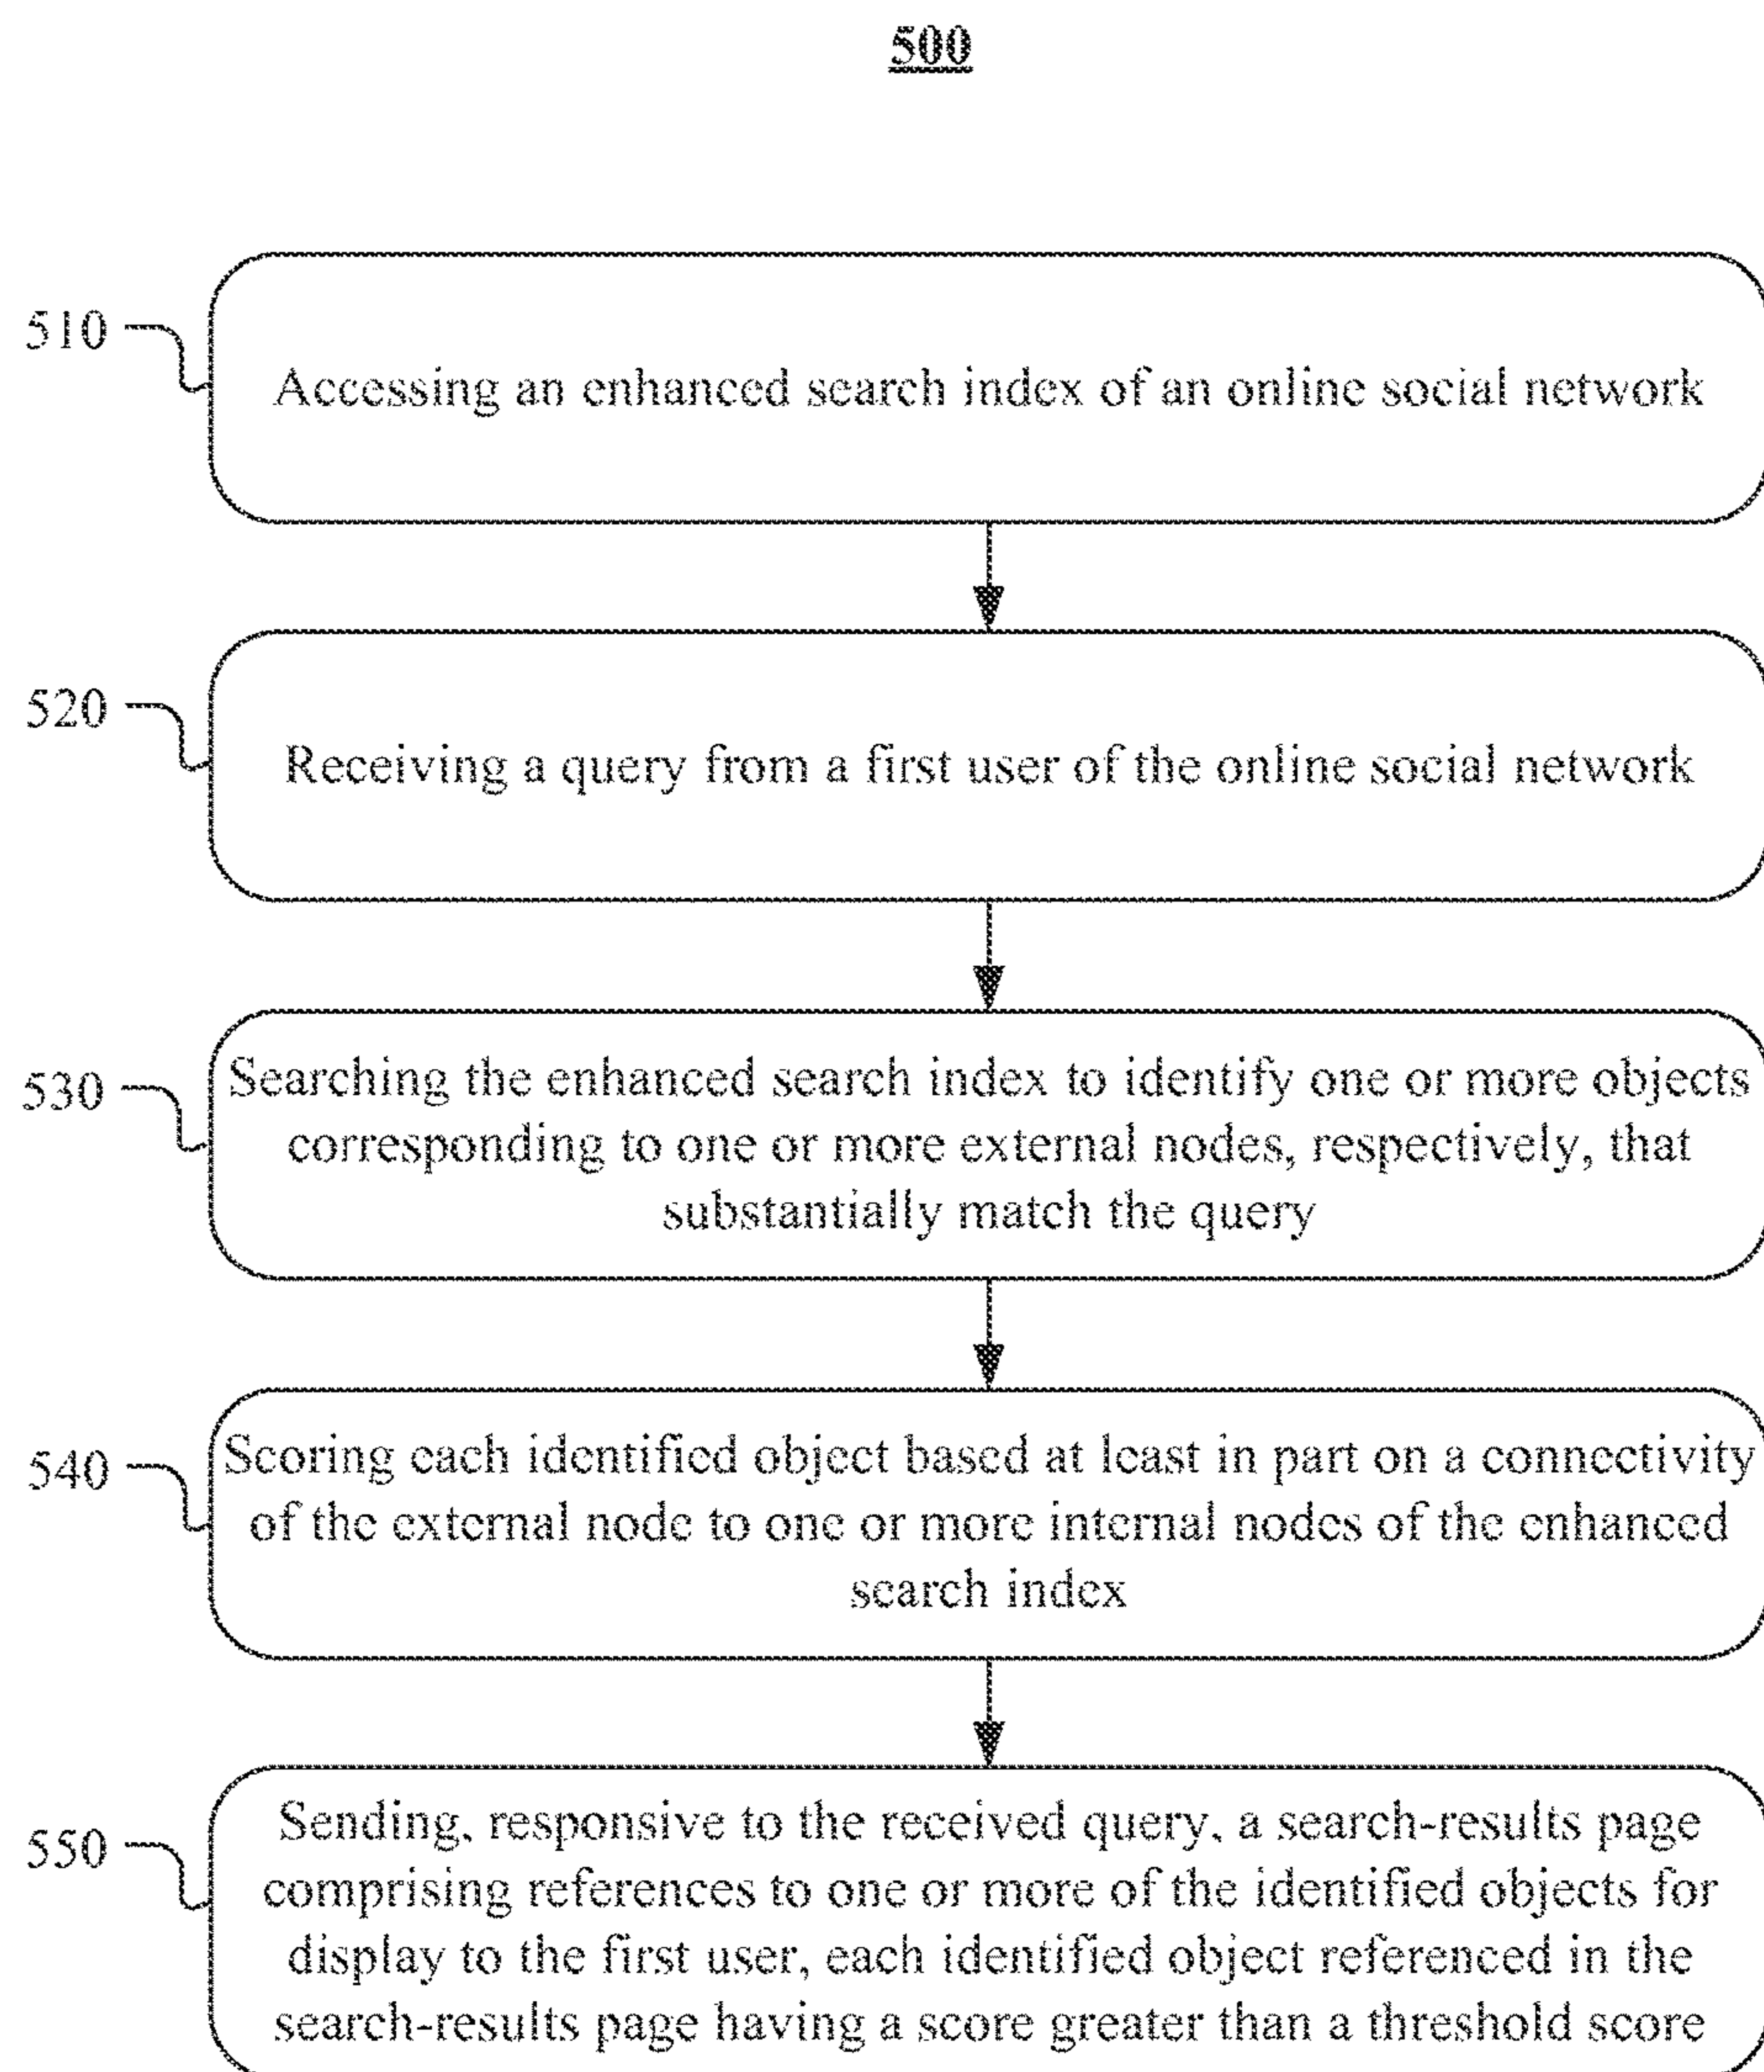 500
510
Accessing an enhanced search index of an online social network
520
Receiving a query from a first user of the online social network
530
Searching the enhanced search index to identify one or more objects
corresponding to one or more external nodes, respectively, that
substantially match the query
540
Scoring each identified object based at least in part on a connectivity
of the external node to one or more internal nodes of the enhanced
search index
550
Sending, responsive to the received query, a search-results page
comprising references to one or more of the identified objects for
display to the first user, each identified object referenced in the
search-results page having a score greater than a threshold score